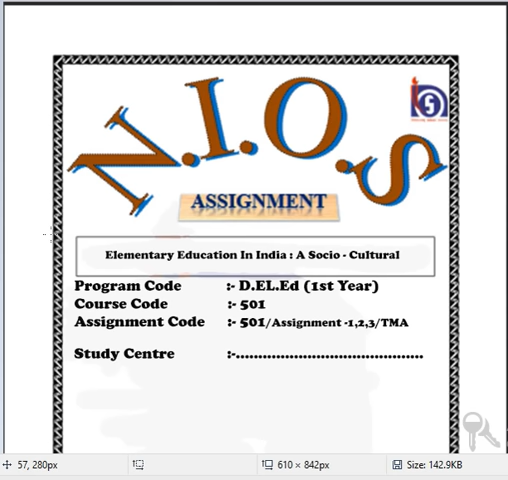 N.I.O.S
ASSIGNMENT
Elementary Education In India : A Socio - Cultural
Program Code :- D.EL.Ed (1st Year)
Course Code :- 501
Assignment Code :- 501/Assignment -1,2,3/TMA
Study Centre :-..........................................
57, 280px
610 × 842px
Size: 142.9KB